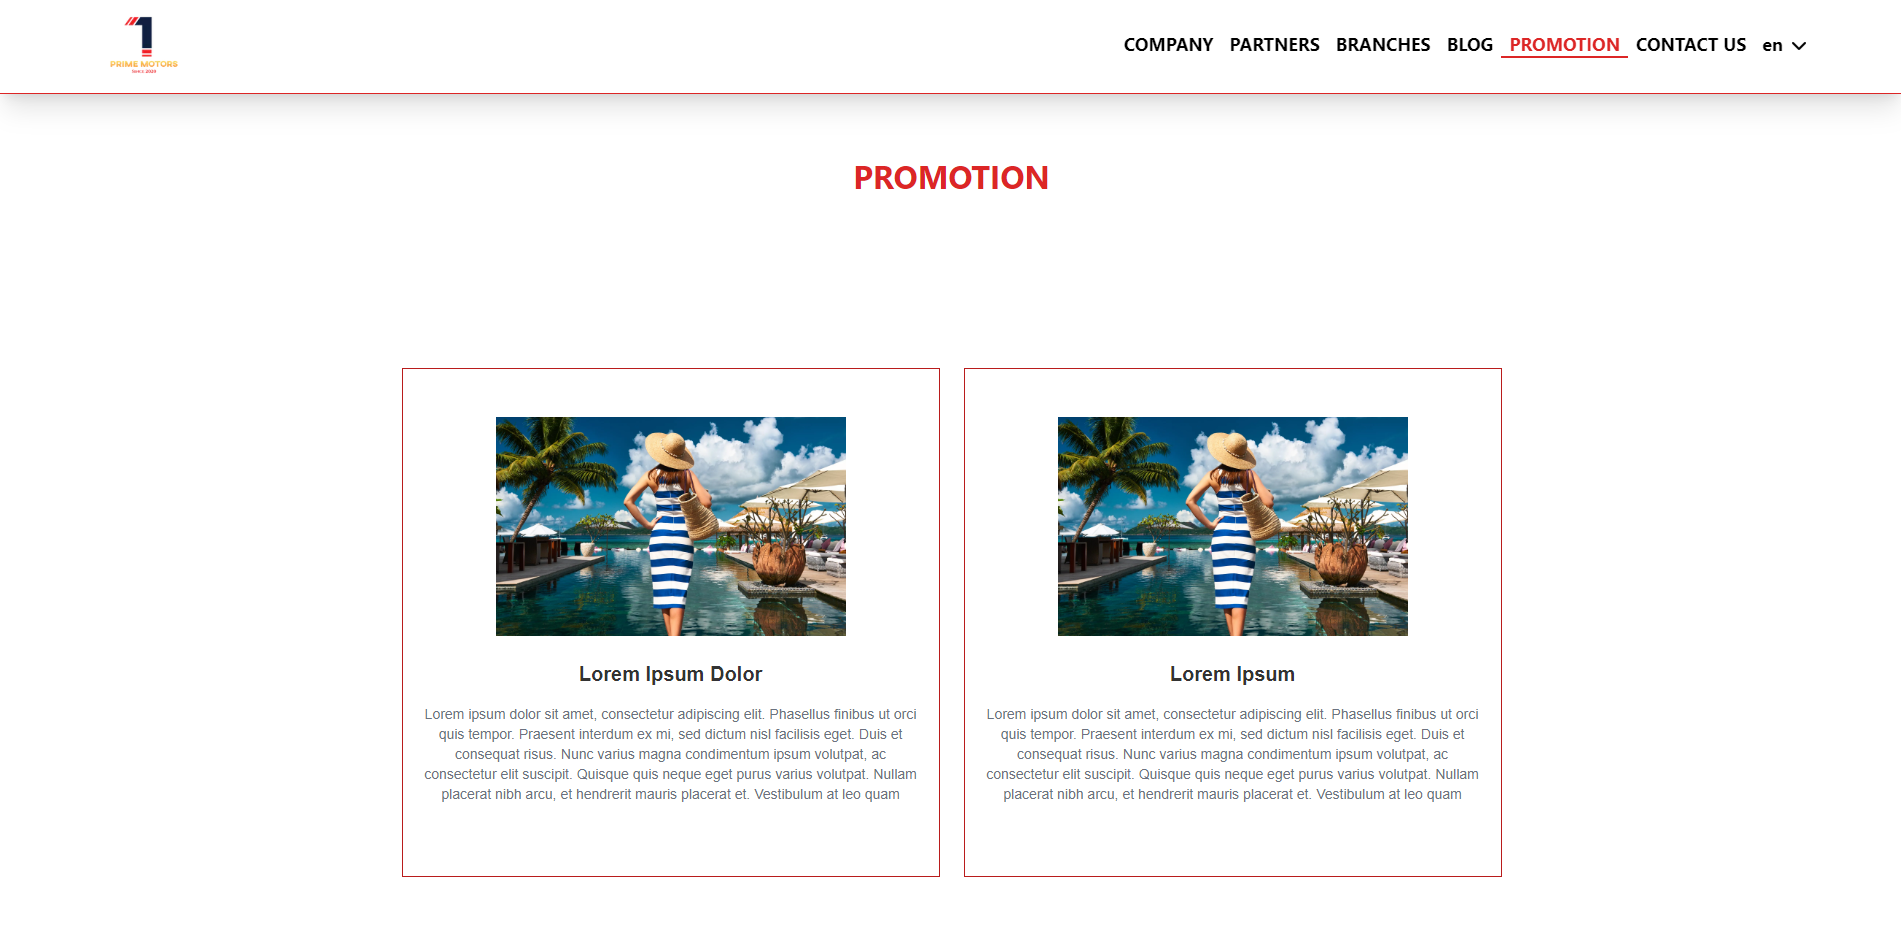 PRIME MOTORS
COMPANY PARTNERS BRANCHES BLOG PROMOTION CONTACT US en
PROMOTION
Lorem Ipsum Dolor
Lorem ipsum dolor sit amet, consectetur adipiscing elit. Phasellus finibus ut orci
quis tempor. Praesent interdum ex mi, sed dictum nisl facilisis eget. Duis et
consequat risus. Nunc varius magna condimentum ipsum volutpat, ac
consectetur elit suscipit. Quisque quis neque eget purus varius volutpat. Nullam
placerat nibh arcu, et hendrerit mauris placerat et. Vestibulum at leo quam
Lorem Ipsum
Lorem ipsum dolor sit amet, consectetur adipiscing elit. Phasellus finibus ut orci
quis tempor. Praesent interdum ex mi, sed dictum nisl facilisis eget. Duis et
consequat risus. Nunc varius magna condimentum ipsum volutpat, ac
consectetur elit suscipit. Quisque quis neque eget purus varius volutpat. Nullam
placerat nibh arcu, et hendrerit mauris placerat et. Vestibulum at leo quam